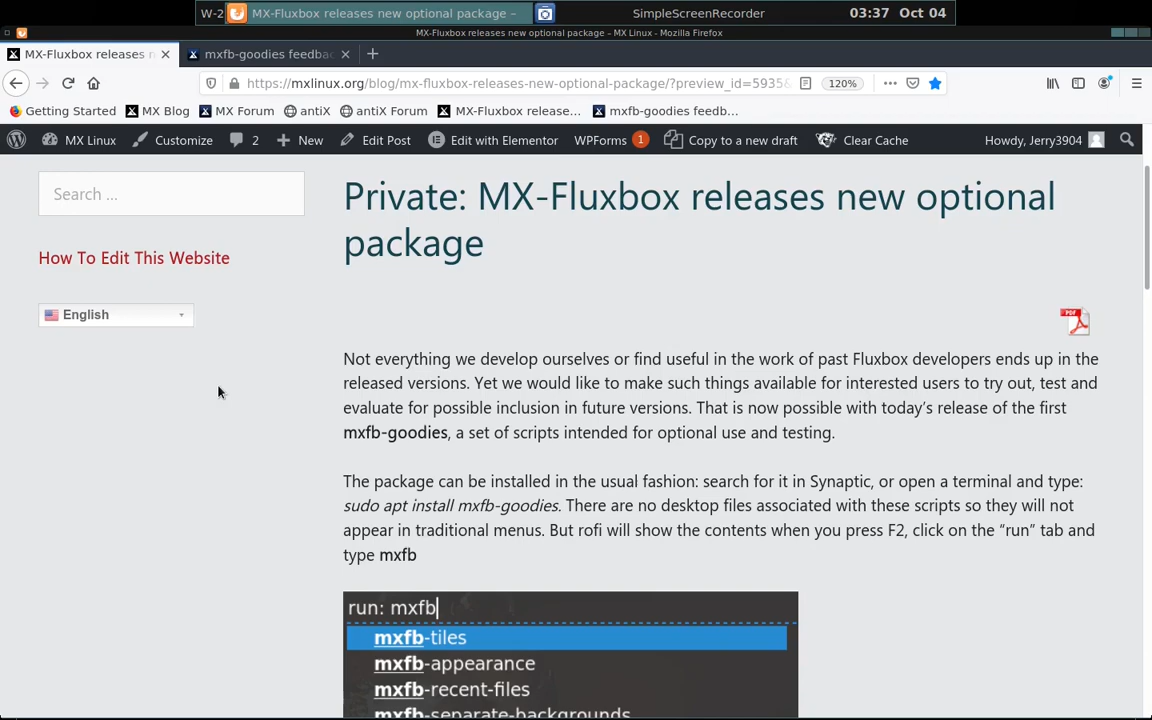 W-2 MX-Fluxbox releases new optional package – SimpleScreenRecorder 03:37 Oct 04
MX-Fluxbox releases new optional package – MX Linux - Mozilla Firefox
MX-Fluxbox releases n mxfb-goodies feedba
https://mxlinux.org/blog/mx-fluxbox-releases-new-optional-package/?preview_id=5935& 120%
Getting Started MX Blog MX Forum antiX antiX Forum MX-Fluxbox release... mxfb-goodies feedb...
MX Linux Customize 2 New Edit Post Edit with Elementor WPForms 1 Copy to a new draft Clear Cache Howdy, Jerry3904
Search ...
How To Edit This Website
English
Private: MX-Fluxbox releases new optional
package
PDF
Not everything we develop ourselves or find useful in the work of past Fluxbox developers ends up in the
released versions. Yet we would like to make such things available for interested users to try out, test and
evaluate for possible inclusion in future versions. That is now possible with today’s release of the first
mxfb-goodies, a set of scripts intended for optional use and testing.
The package can be installed in the usual fashion: search for it in Synaptic, or open a terminal and type:
sudo apt install mxfb-goodies. There are no desktop files associated with these scripts so they will not
appear in traditional menus. But rofi will show the contents when you press F2, click on the “run” tab and
type mxfb
run: mxfb
mxfb-tiles
mxfb-appearance
mxfb-recent-files
mxfb-separate-backgrounds